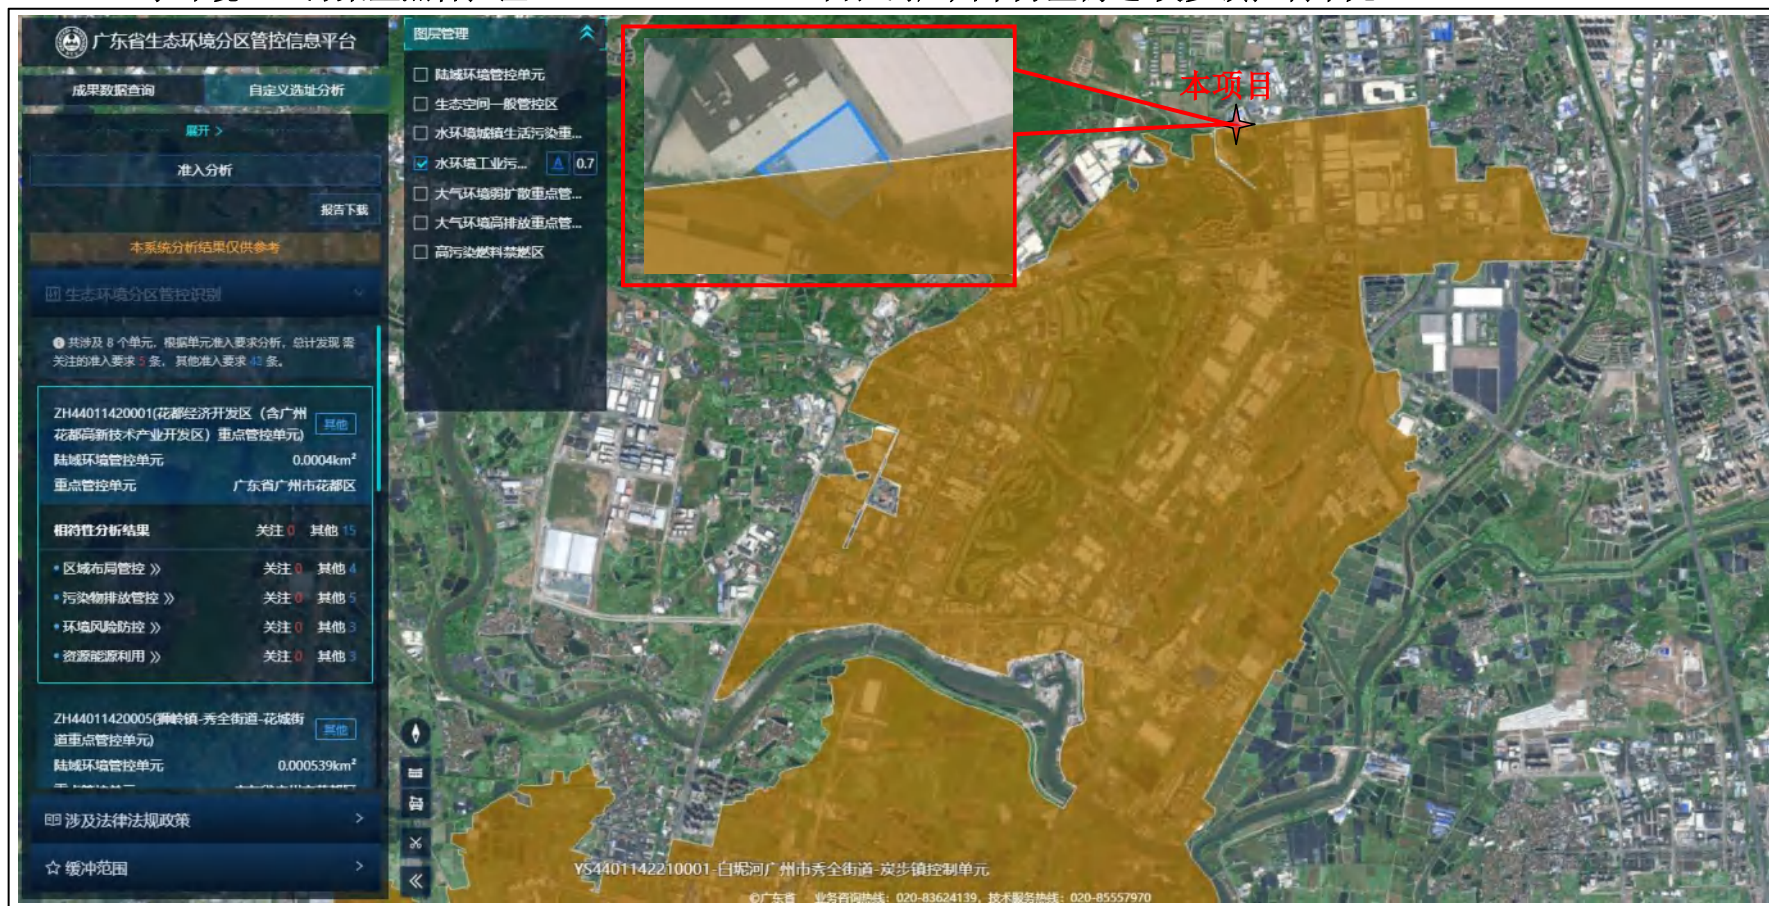 广东省生态环境分区管控信息平台
成果数据查询 自定义选址分析
展开 >
准入分析
报告下载
本系统分析结果仅供参考
生态环境分区管控识别
共涉及 8 个单元，根据单元准入要求分析，总计发现 需
关注的准入要求 5 条，其他准入要求 42 条。
ZH44011420001(花都经济开发区（含广州
花都高新技术产业开发区）重点管控单元)
其他
陆域环境管控单元 0.0004km²
重点管控单元 广东省广州市花都区
相符性分析结果 关注 0 其他 15
• 区域布局管控 》 关注 0 其他 4
• 污染物排放管控 》 关注 0 其他 5
• 环境风险防控 》 关注 0 其他 3
• 资源能源利用 》 关注 0 其他 3
ZH44011420005(狮岭镇-秀全街道-花城街
道重点管控单元)
其他
陆域环境管控单元 0.000539km²
涉及法律法规政策 >
缓冲范围 >
图层管理
陆域环境管控单元
生态空间一般管控区
水环境城镇生活污染重...
水环境工业污... 0.7
大气环境弱扩散重点管...
大气环境高排放重点管...
高污染燃料禁燃区
本项目
YS4401142210001-白坭河广州市秀全街道-炭步镇控制单元
©广东省 业务咨询热线：020-83624139，技术服务热线：020-85557970